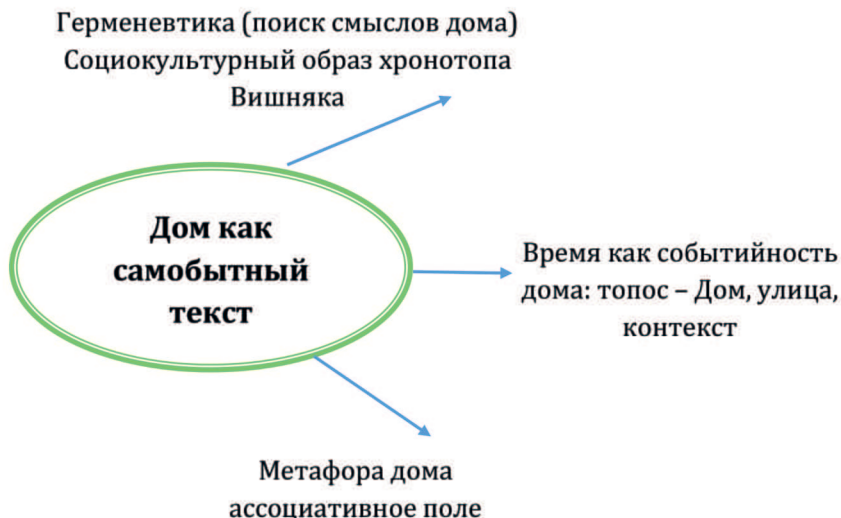 Герменевтика (поиск смыслов дома)
Социокультурный образ хронотопа
Вишняка
Дом как
самобытный
текст
Время как событийность
дома: топос – Дом, улица,
контекст
Метафора дома
ассоциативное поле